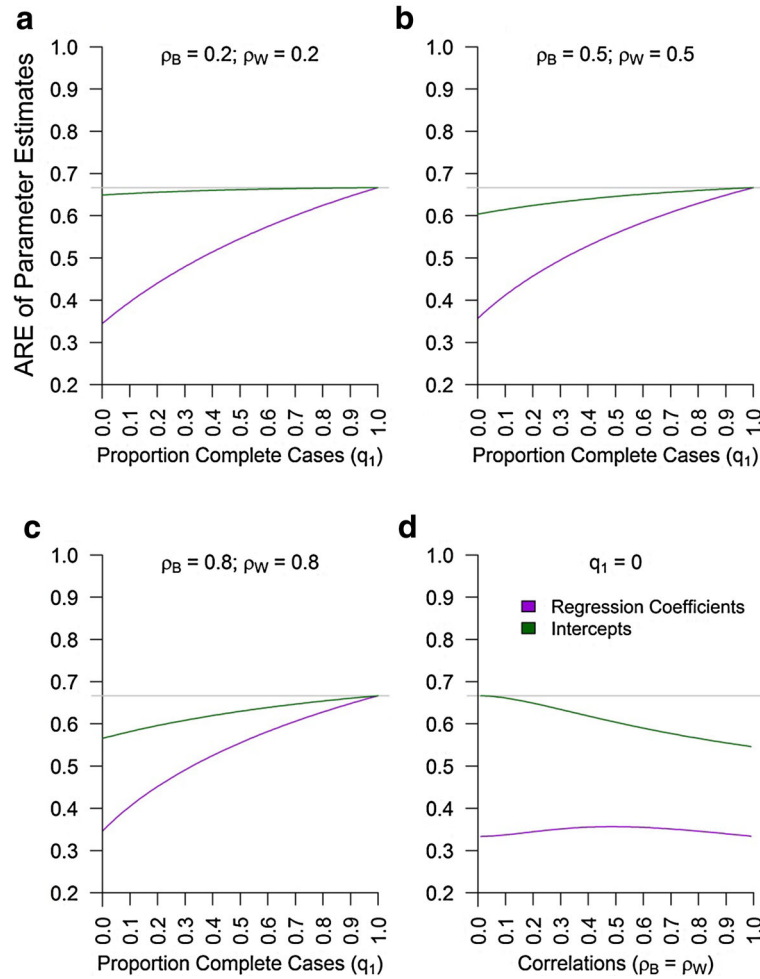 a
ρB = 0.2; ρW = 0.2
ARE of Parameter Estimates
1.0
0.9
0.8
0.7
0.6
0.5
0.4
0.3
0.2
0.0 0.1 0.2 0.3 0.4 0.5 0.6 0.7 0.8 0.9 1.0
Proportion Complete Cases (q1)
b
ρB = 0.5; ρW = 0.5
1.0
0.9
0.8
0.7
0.6
0.5
0.4
0.3
0.2
0.0 0.1 0.2 0.3 0.4 0.5 0.6 0.7 0.8 0.9 1.0
Proportion Complete Cases (q1)
c
ρB = 0.8; ρW = 0.8
1.0
0.9
0.8
0.7
0.6
0.5
0.4
0.3
0.2
0.0 0.1 0.2 0.3 0.4 0.5 0.6 0.7 0.8 0.9 1.0
Proportion Complete Cases (q1)
d
q1 = 0
Regression Coefficients
Intercepts
1.0
0.9
0.8
0.7
0.6
0.5
0.4
0.3
0.2
0.0 0.1 0.2 0.3 0.4 0.5 0.6 0.7 0.8 0.9 1.0
Correlations (ρB = ρW)